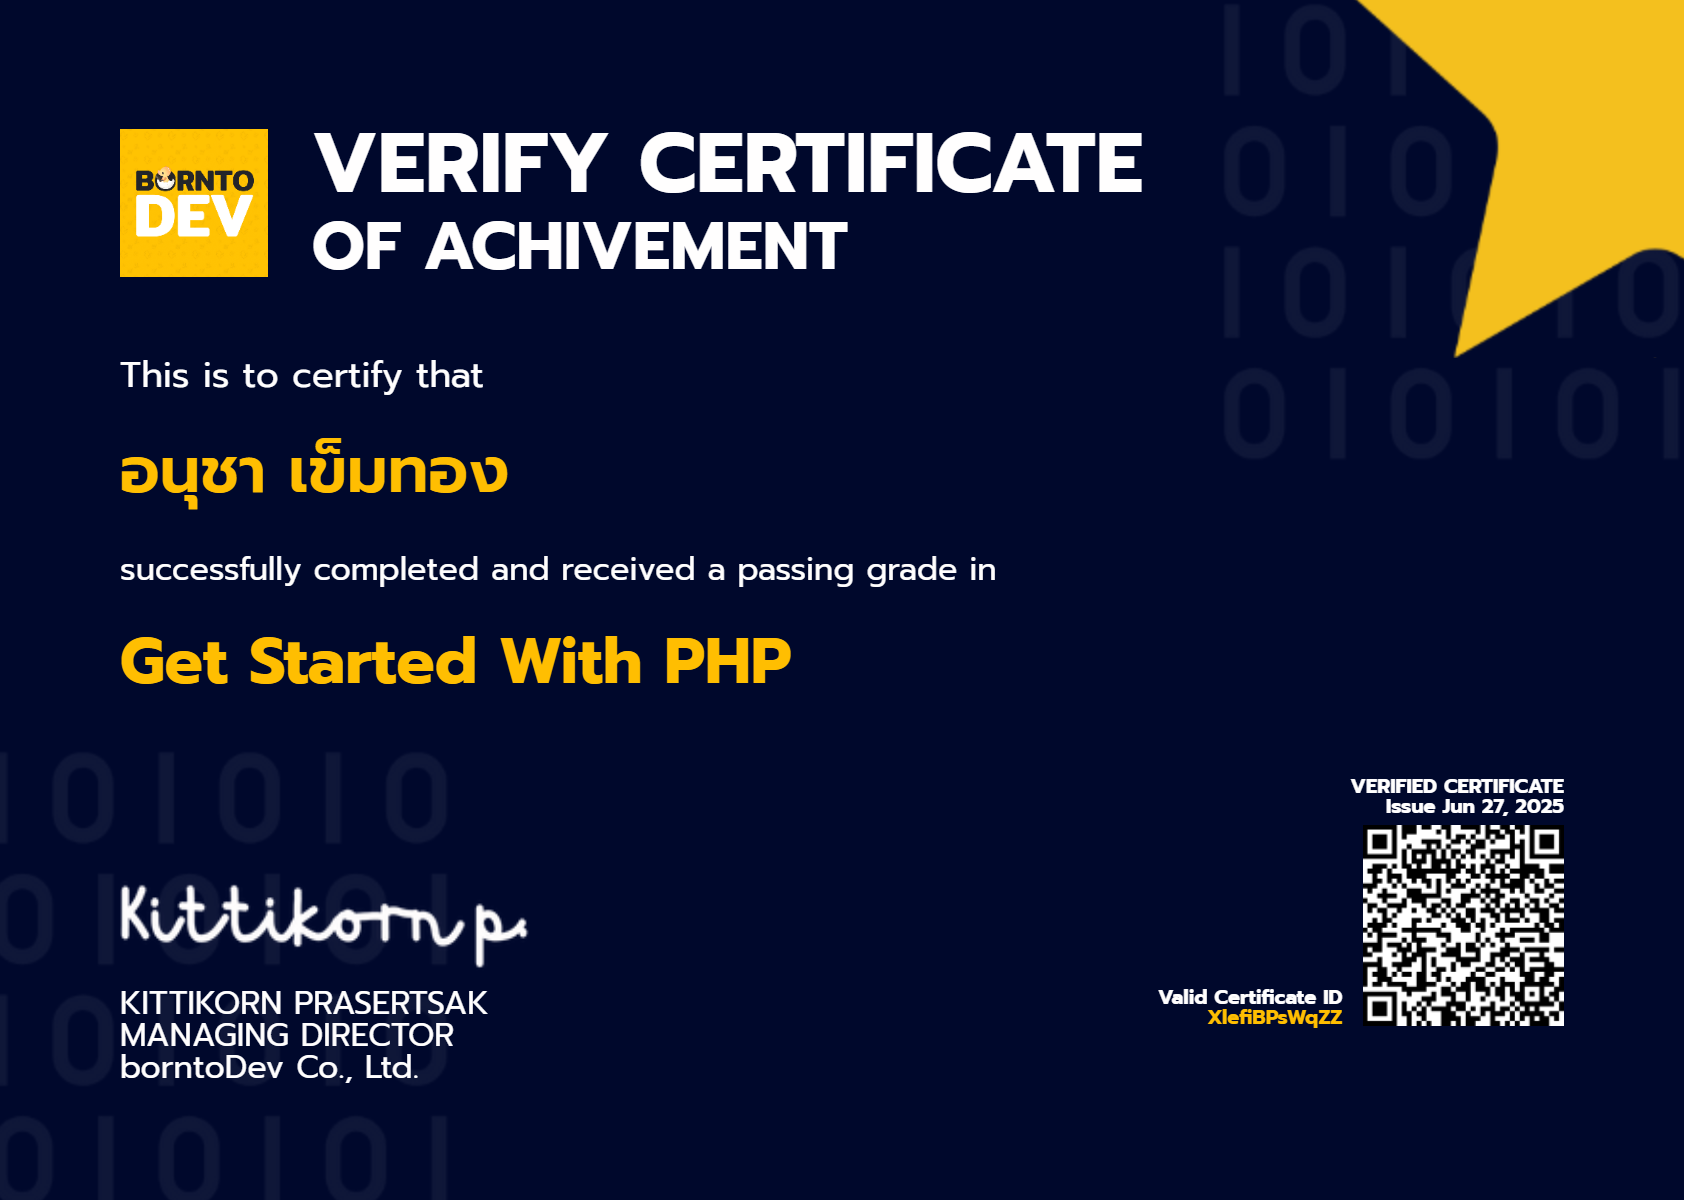 BORNTO
DEV
VERIFY CERTIFICATE
OF ACHIVEMENT
This is to certify that
อนุชา เข็มทอง
successfully completed and received a passing grade in
Get Started With PHP
Kittikorn p.
KITTIKORN PRASERTSAK
MANAGING DIRECTOR
borntoDev Co., Ltd.
VERIFIED CERTIFICATE
Issue Jun 27, 2025
Valid Certificate ID
XlefiBPsWqZZ